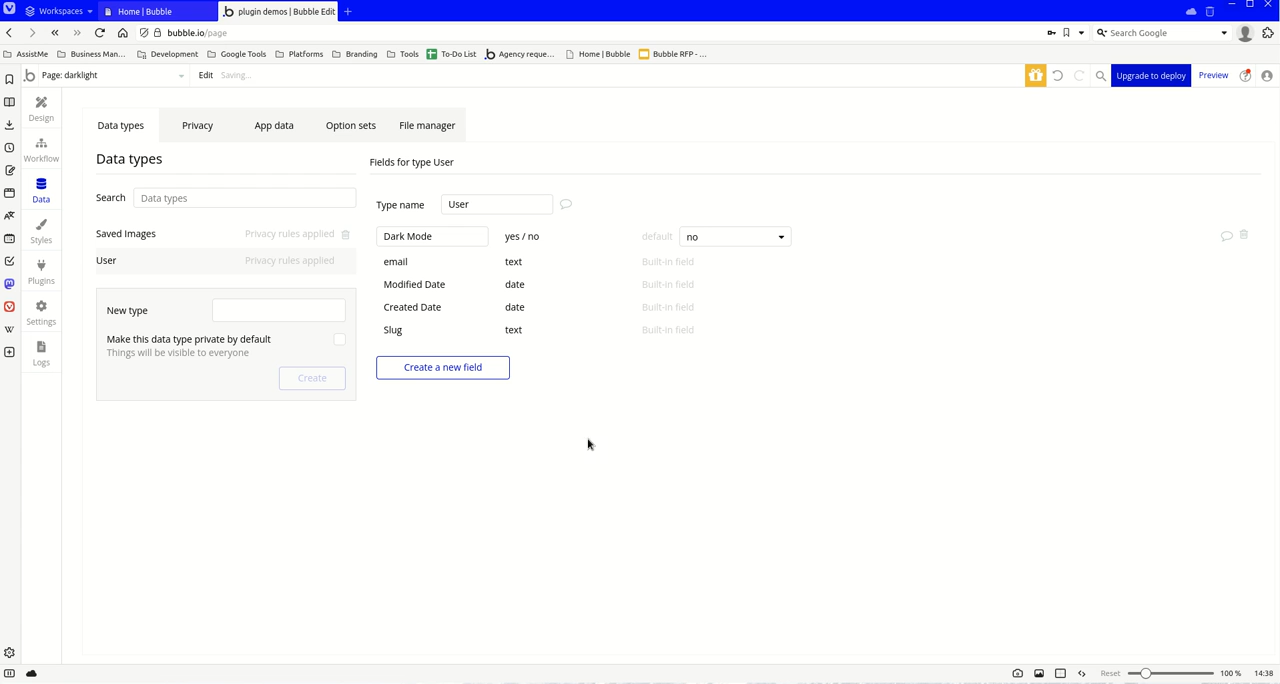 Workspaces
Home | Bubble
plugin demos | Bubble Edit
bubble.io/page
Search Google
AssistMe
Business Man...
Development
Google Tools
Platforms
Branding
Tools
To-Do List
Agency reque...
Home | Bubble
Bubble RFP - ...
Page: darklight
Edit
Saving...
Upgrade to deploy
Preview
Design
Workflow
Data
Styles
Plugins
Settings
Logs
Data types
Privacy
App data
Option sets
File manager
Data types
Search
Data types
Saved Images
Privacy rules applied
User
Privacy rules applied
New type
Make this data type private by default
Things will be visible to everyone
Create
Fields for type User
Type name
User
Dark Mode
yes / no
default
no
email
text
Built-in field
Modified Date
date
Built-in field
Created Date
date
Built-in field
Slug
text
Built-in field
Create a new field
Reset
100 %
14:38